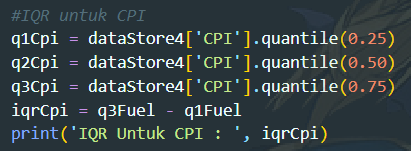 #IQR untuk CPI
q1Cpi = dataStore4['CPI'].quantile(0.25)
q2Cpi = dataStore4['CPI'].quantile(0.50)
q3Cpi = dataStore4['CPI'].quantile(0.75)
iqrCpi = q3Fuel - q1Fuel
print('IQR Untuk CPI : ', iqrCpi)